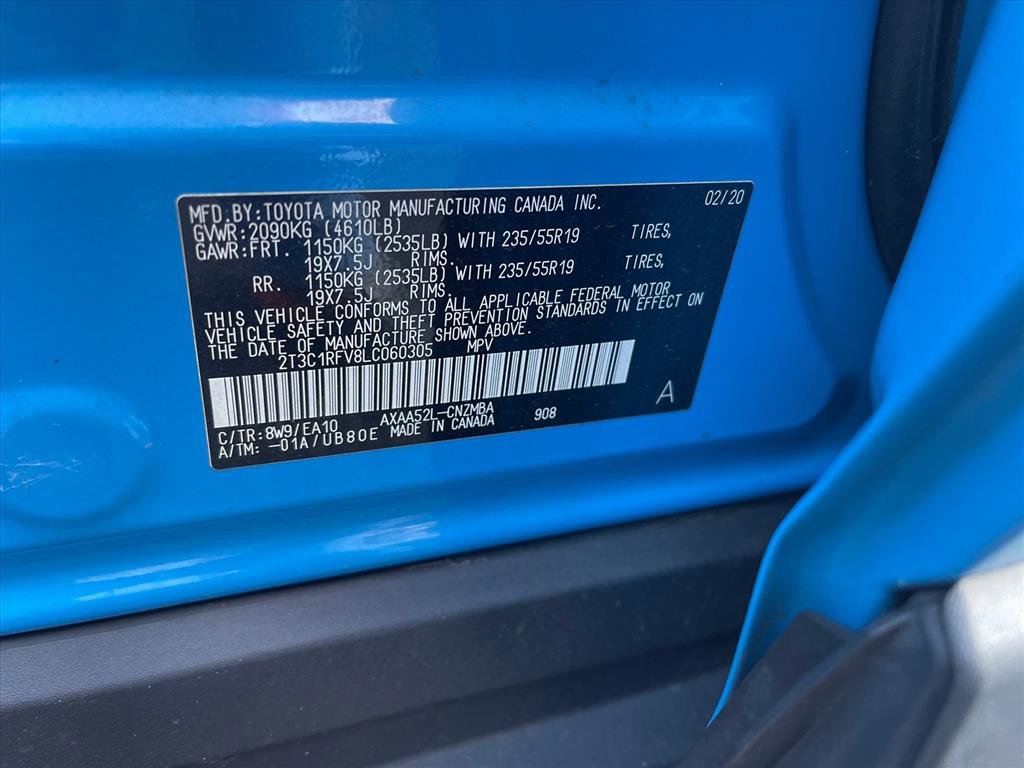 MFD.BY:TOYOTA MOTOR MANUFACTURING CANADA INC. 02/20
GVWR:2090KG (4610LB)
GAWR:FRT. 1150KG (2535LB) WITH 235/55R19 TIRES,
19X7.5J RIMS.
RR. 1150KG (2535LB) WITH 235/55R19 TIRES,
19X7.5J RIMS.
THIS VEHICLE CONFORMS TO ALL APPLICABLE FEDERAL MOTOR
VEHICLE SAFETY AND THEFT PREVENTION STANDARDS IN EFFECT ON
THE DATE OF MANUFACTURE SHOWN ABOVE.
2T3C1RFV8LC060305 MPV
A
C/TR:8W9/EA10 AXAA52L-CNZMBA 908
A/TM:-01A/UB80E MADE IN CANADA